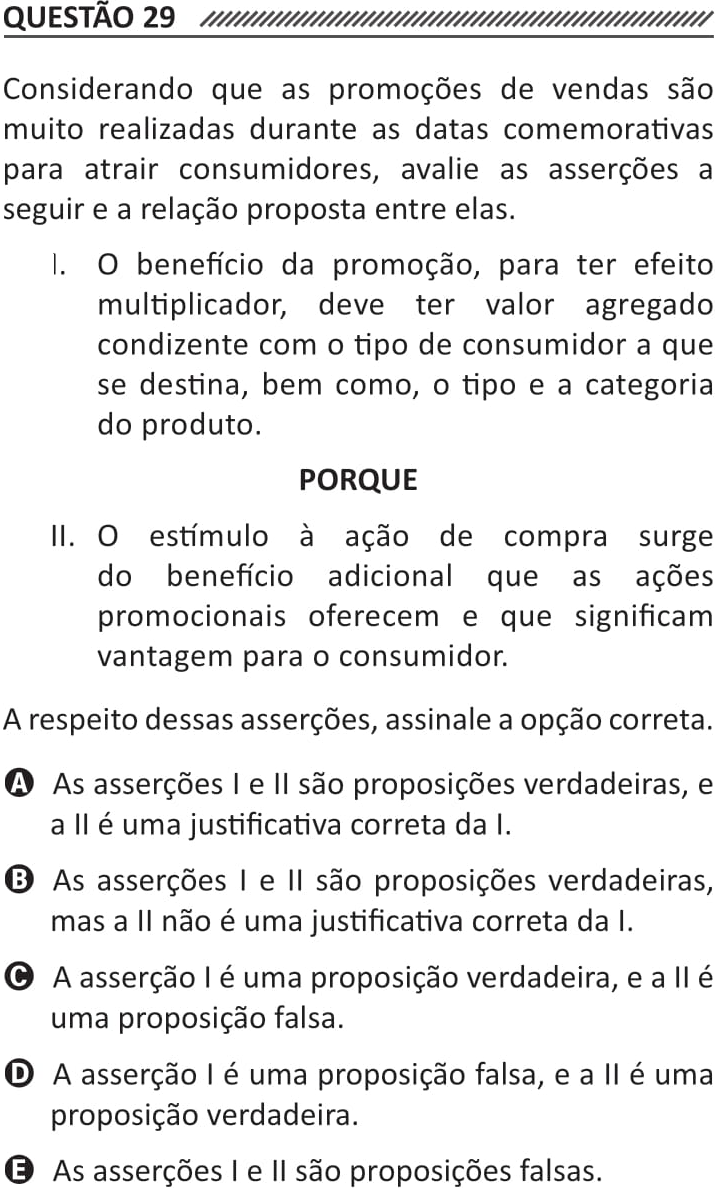 QUESTÃO 29
Considerando que as promoções de vendas são
muito realizadas durante as datas comemorativas
para atrair consumidores, avalie as asserções a
seguir e a relação proposta entre elas.
I. O benefício da promoção, para ter efeito
multiplicador, deve ter valor agregado
condizente com o tipo de consumidor a que
se destina, bem como, o tipo e a categoria
do produto.
PORQUE
II. O estímulo à ação de compra surge
do benefício adicional que as ações
promocionais oferecem e que significam
vantagem para o consumidor.
A respeito dessas asserções, assinale a opção correta.
A As asserções I e II são proposições verdadeiras, e
a II é uma justificativa correta da I.
B As asserções I e II são proposições verdadeiras,
mas a II não é uma justificativa correta da I.
C A asserção I é uma proposição verdadeira, e a II é
uma proposição falsa.
D A asserção I é uma proposição falsa, e a II é uma
proposição verdadeira.
E As asserções I e II são proposições falsas.